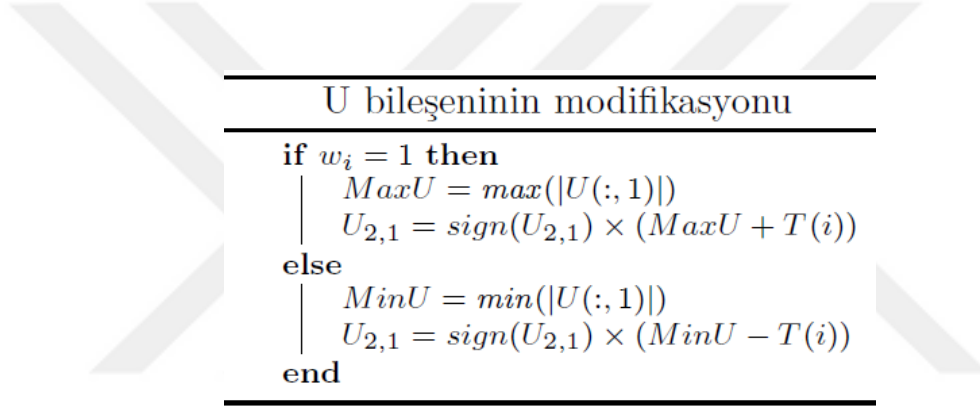 U bileşeninin modifikasyonu
if w_i = 1 then
MaxU = max(|U(:, 1)|)
U_{2,1} = sign(U_{2,1}) × (MaxU + T(i))
else
MinU = min(|U(:, 1)|)
U_{2,1} = sign(U_{2,1}) × (MinU − T(i))
end